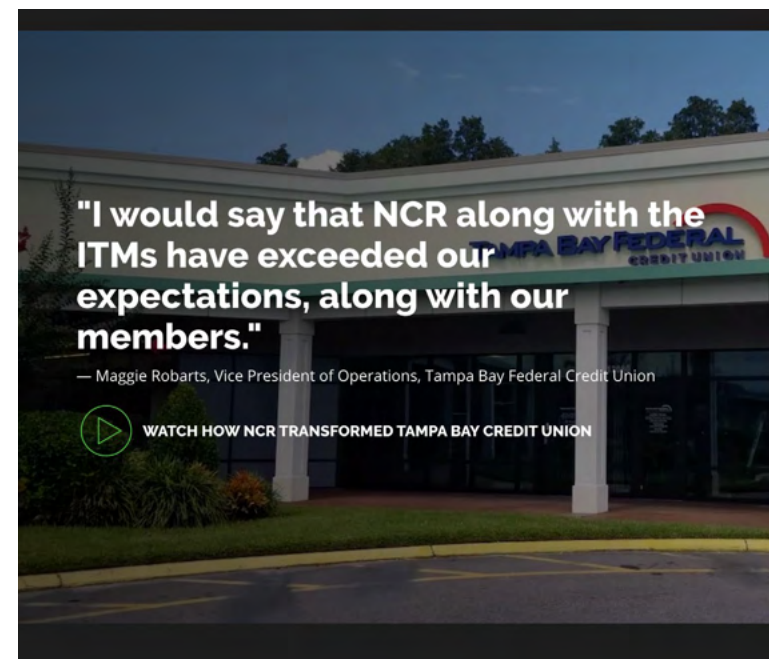 "I would say that NCR along with the
ITMs have exceeded our
expectations, along with our
members."
TAMPA BAY FEDERAL
CREDIT UNION
— Maggie Robarts, Vice President of Operations, Tampa Bay Federal Credit Union
WATCH HOW NCR TRANSFORMED TAMPA BAY CREDIT UNION